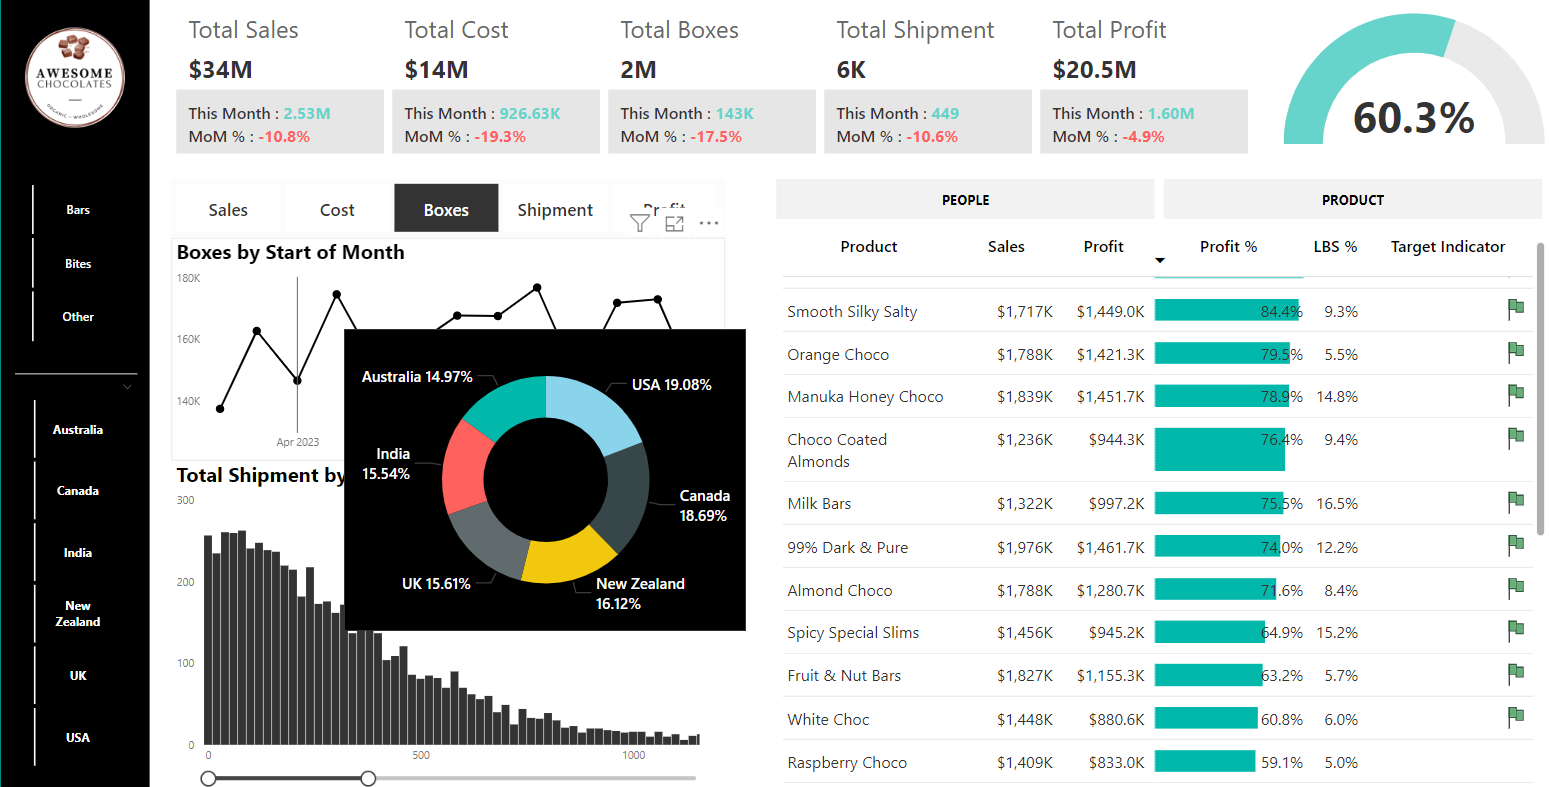 AWESOME
CHOCOLATES
ORGANIC • WHOLESOME
Bars
Bites
Other
Australia
Canada
India
New
Zealand
UK
USA
Total Sales
$34M
This Month : 2.53M
MoM % : -10.8%
Total Cost
$14M
This Month : 926.63K
MoM % : -19.3%
Total Boxes
2M
This Month : 143K
MoM % : -17.5%
Total Shipment
6K
This Month : 449
MoM % : -10.6%
Total Profit
$20.5M
This Month : 1.60M
MoM % : -4.9%
60.3%
Sales Cost Boxes Shipment Profit
Boxes by Start of Month
180K
160K
140K
Apr 2023
Total Shipment by
300
200
100
0
0 500 1000
Australia 14.97%
USA 19.08%
India
15.54%
Canada
18.69%
UK 15.61%
New Zealand
16.12%
PEOPLE PRODUCT
Product Sales Profit Profit % LBS % Target Indicator
Smooth Silky Salty $1,717K $1,449.0K 84.4% 9.3%
Orange Choco $1,788K $1,421.3K 79.5% 5.5%
Manuka Honey Choco $1,839K $1,451.7K 78.9% 14.8%
Choco Coated $1,236K $944.3K 76.4% 9.4%
Almonds
Milk Bars $1,322K $997.2K 75.5% 16.5%
99% Dark & Pure $1,976K $1,461.7K 74.0% 12.2%
Almond Choco $1,788K $1,280.7K 71.6% 8.4%
Spicy Special Slims $1,456K $945.2K 64.9% 15.2%
Fruit & Nut Bars $1,827K $1,155.3K 63.2% 5.7%
White Choc $1,448K $880.6K 60.8% 6.0%
Raspberry Choco $1,409K $833.0K 59.1% 5.0%